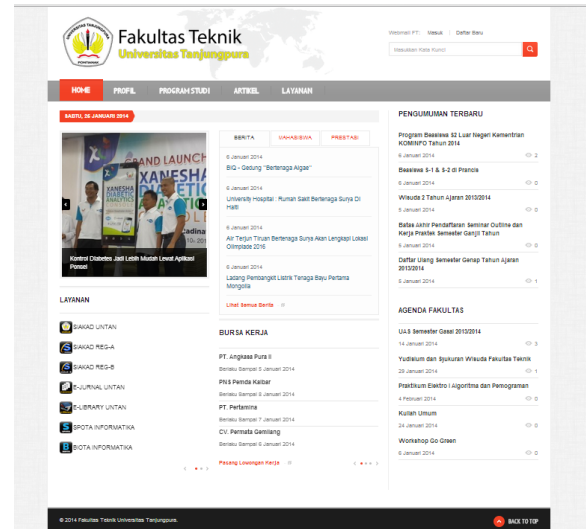 Fakultas Teknik
Universitas Tanjungpura
Webmail FT: Masuk | Daftar Baru
Masukkan Kata Kunci
HOME PROFIL PROGRAM STUDI ARTIKEL LAYANAN
SABTU, 25 JANUARI 2014
GRAND LAUNCH
XANESHA
DIABETIC
ANALYTICS
Kontrol Diabetes Jadi Lebih Mudah Lewat Aplikasi
Ponsel
LAYANAN
SIAKAD UNTAN
SIAKAD REG-A
SIAKAD REG-B
E-JURNAL UNTAN
E-LIBRARY UNTAN
SPOTA INFORMATIKA
BIOTA INFORMATIKA
BERITA MAHASISWA PRESTASI
6 Januari 2014
BIQ - Gedung "Bertenaga Algae"
6 Januari 2014
University Hospital : Rumah Sakit Bertenaga Surya Di
Haiti
6 Januari 2014
Air Terjun Tiruan Bertenaga Surya Akan Lengkapi Lokasi
Olimpiade 2016
6 Januari 2014
Ladang Pembangkit Listrik Tenaga Bayu Pertama
Mongolia
Lihat Semua Berita
BURSA KERJA
PT. Angkasa Pura II
Berlaku Sampai 5 Januari 2014
PNS Pemda Kalbar
Berlaku Sampai 8 Januari 2014
PT. Pertamina
Berlaku Sampai 7 Januari 2014
CV. Permata Gemilang
Berlaku Sampai 5 Januari 2014
Pasang Lowongan Kerja
PENGUMUMAN TERBARU
Program Beasiswa S2 Luar Negeri Kementrian
KOMINFO Tahun 2014
6 Januari 2014 2
Beasiswa S-1 & S-2 di Prancis
6 Januari 2014 0
Wisuda 2 Tahun Ajaran 2013/2014
5 Januari 2014 0
Batas Akhir Pendaftaran Seminar Outline dan
Kerja Praktek Semester Ganjil Tahun
5 Januari 2014 0
Daftar Ulang Semester Genap Tahun Ajaran
2013/2014
5 Januari 2014 1
AGENDA FAKULTAS
UAS Semester Gasal 2013/2014
14 Januari 2014 3
Yudisium dan Syukuran Wisuda Fakultas Teknik
29 Januari 2014 1
Praktikum Elektro I Algoritma dan Pemograman
4 Februari 2014 0
Kuliah Umum
24 Januari 2014 0
Workshop Go Green
6 Januari 2014 0
© 2014 Fakultas Teknik Universitas Tanjungpura.
BACK TO TOP